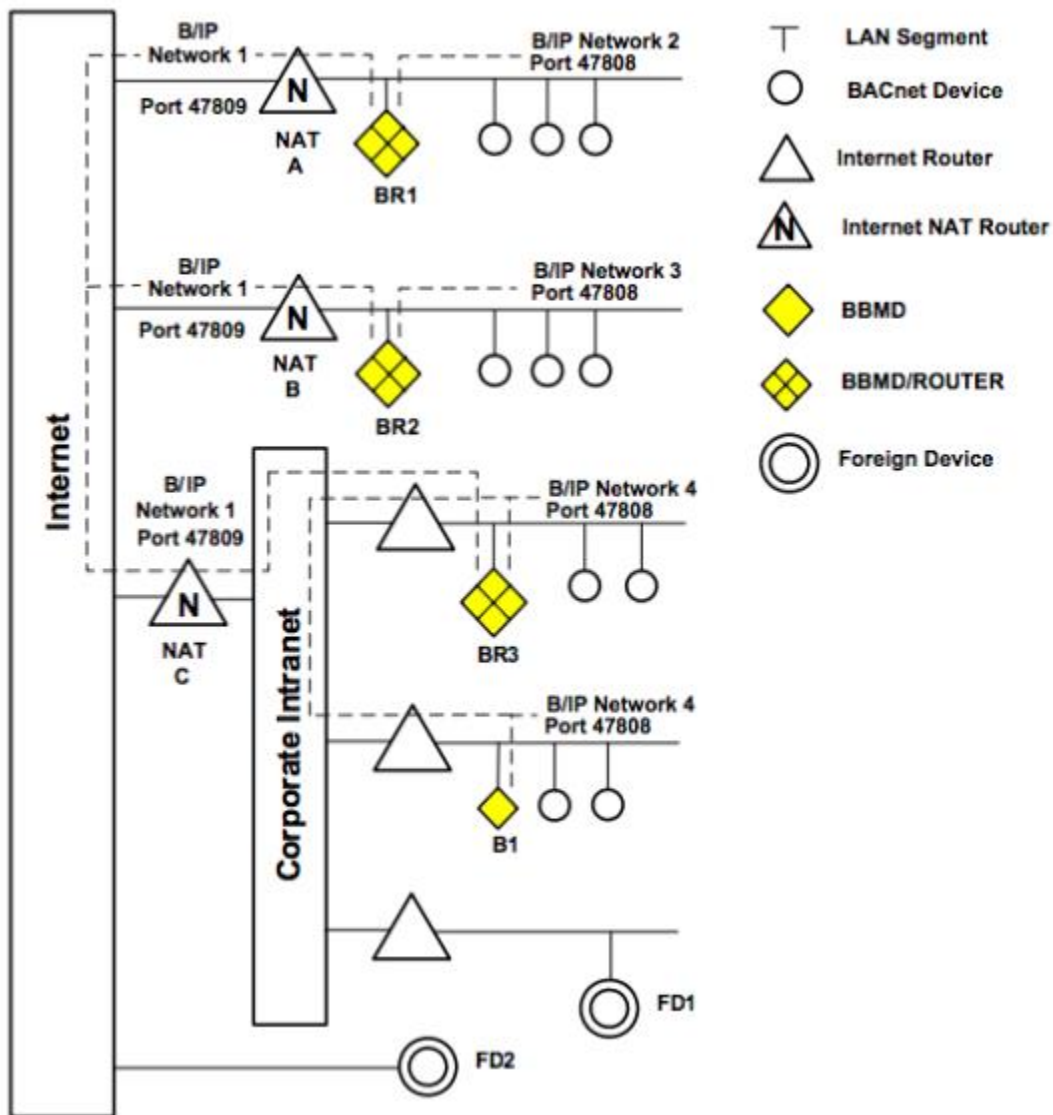 B/IP
Network 1
B/IP Network 2
Port 47808
Port 47809
N
NAT
A
BR1
B/IP
Network 1
B/IP Network 3
Port 47808
Port 47809
N
NAT
B
BR2
Internet
B/IP
Network 1
Port 47809
N
NAT
C
Corporate Intranet
B/IP Network 4
Port 47808
BR3
B/IP Network 4
Port 47808
B1
FD1
FD2
LAN Segment
BACnet Device
Internet Router
N
Internet NAT Router
BBMD
BBMD/ROUTER
Foreign Device